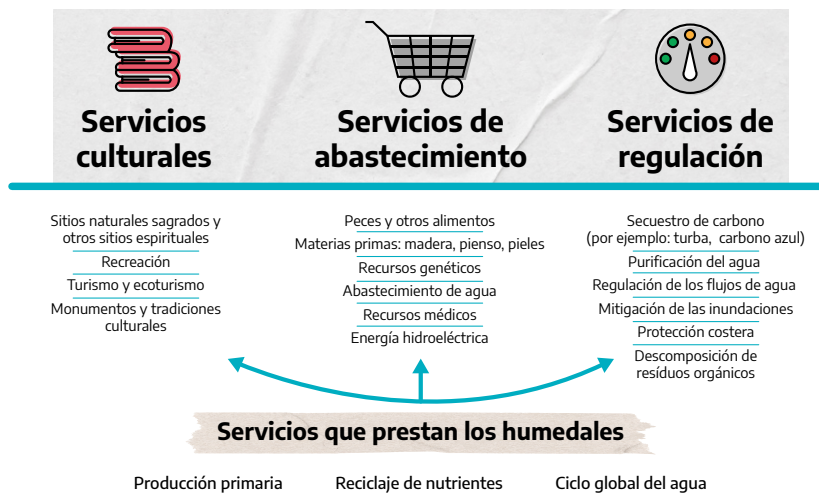 Servicios
culturales
Servicios de
abastecimiento
Servicios de
regulación
Sitios naturales sagrados y
otros sitios espirituales
Recreación
Turismo y ecoturismo
Monumentos y tradiciones
culturales
Peces y otros alimentos
Materias primas: madera, pienso, pieles
Recursos genéticos
Abastecimiento de agua
Recursos médicos
Energía hidroeléctrica
Secuestro de carbono
(por ejemplo: turba, carbono azul)
Purificación del agua
Regulación de los flujos de agua
Mitigación de las inundaciones
Protección costera
Descomposición de
resíduos orgánicos
Servicios que prestan los humedales
Producción primaria
Reciclaje de nutrientes
Ciclo global del agua